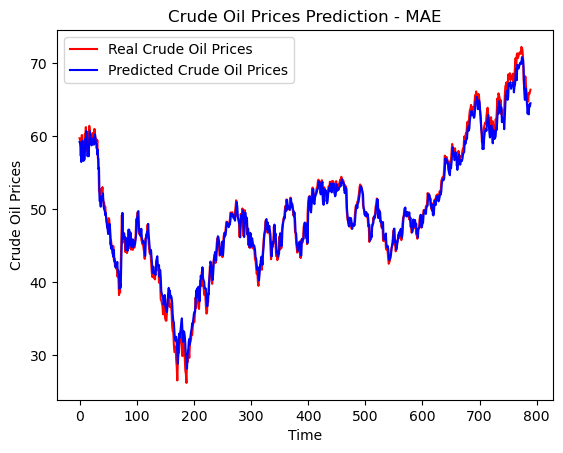 Crude Oil Prices Prediction - MAE
Real Crude Oil Prices
Predicted Crude Oil Prices
Crude Oil Prices
70
60
50
40
30
0 100 200 300 400 500 600 700 800
Time